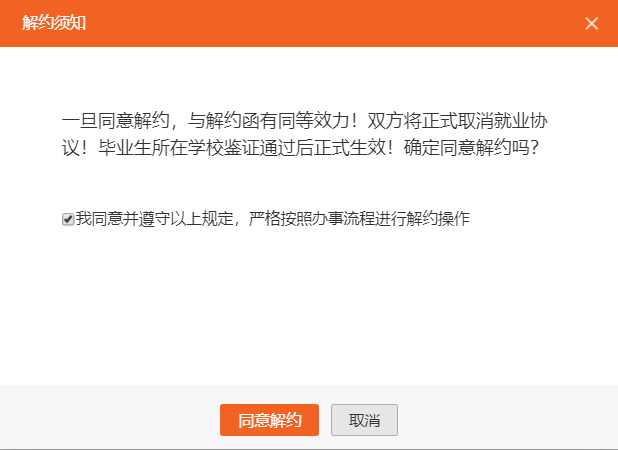 解约须知
一旦同意解约，与解约函有同等效力！双方将正式取消就业协
议！毕业生所在学校鉴证通过后正式生效！确定同意解约吗？
我同意并遵守以上规定，严格按照办事流程进行解约操作
同意解约 取消